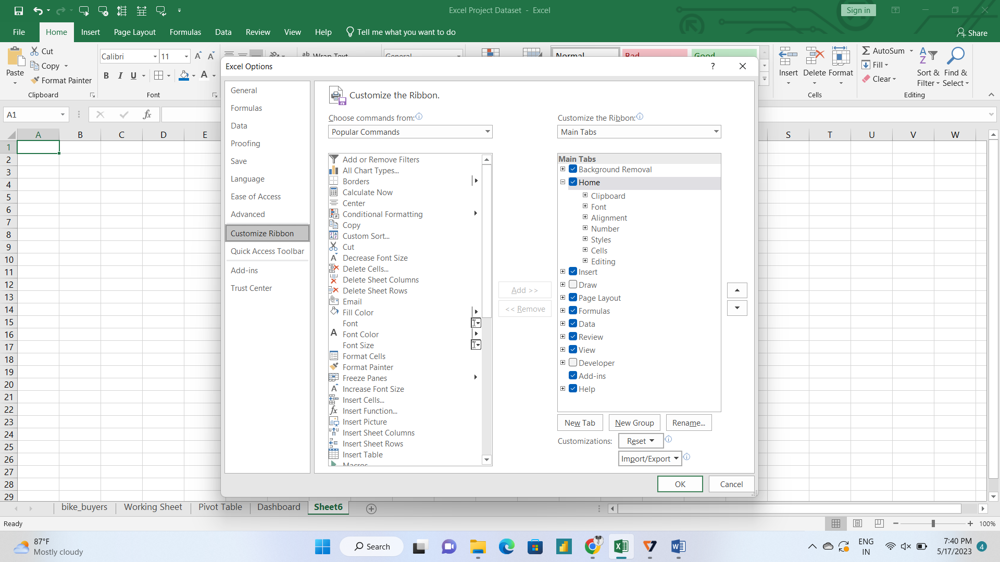 Excel Project Dataset - Excel
Sign in
File Home Insert Page Layout Formulas Data Review View Help Tell me what you want to do
Share
Paste
Cut
Copy
Format Painter
Clipboard
Calibri 11
B I U A
Font
ab Wrap Text
General
Normal Bad Good
Insert Delete Format
Cells
AutoSum
Fill
Clear
Sort & Filter
Find & Select
Editing
A1
fx
A B C D E S T U V W
1
2
3
4
5
6
7
8
9
10
11
12
13
14
15
16
17
18
19
20
21
22
23
24
25
26
27
28
29
Excel Options
?
General
Formulas
Data
Proofing
Save
Language
Ease of Access
Advanced
Customize Ribbon
Quick Access Toolbar
Add-ins
Trust Center
Customize the Ribbon.
Choose commands from:
Popular Commands
Add or Remove Filters
All Chart Types...
Borders
Calculate Now
Center
Conditional Formatting
Copy
Custom Sort...
Cut
Decrease Font Size
Delete Cells...
Delete Sheet Columns
Delete Sheet Rows
Email
Fill Color
Font
Font Color
Font Size
Format Cells
Format Painter
Freeze Panes
Increase Font Size
Insert Cells...
Insert Function...
Insert Picture
Insert Sheet Columns
Insert Sheet Rows
Insert Table
Macros
Add >>
<< Remove
Customize the Ribbon:
Main Tabs
Main Tabs
Background Removal
Home
Clipboard
Font
Alignment
Number
Styles
Cells
Editing
Insert
Draw
Page Layout
Formulas
Data
Review
View
Developer
Add-ins
Help
New Tab New Group Rename...
Customizations: Reset
Import/Export
OK Cancel
bike_buyers Working Sheet Pivot Table Dashboard Sheet6
Ready
100%
87°F
Mostly cloudy
Search
ENG
IN
7:40 PM
5/17/2023
4